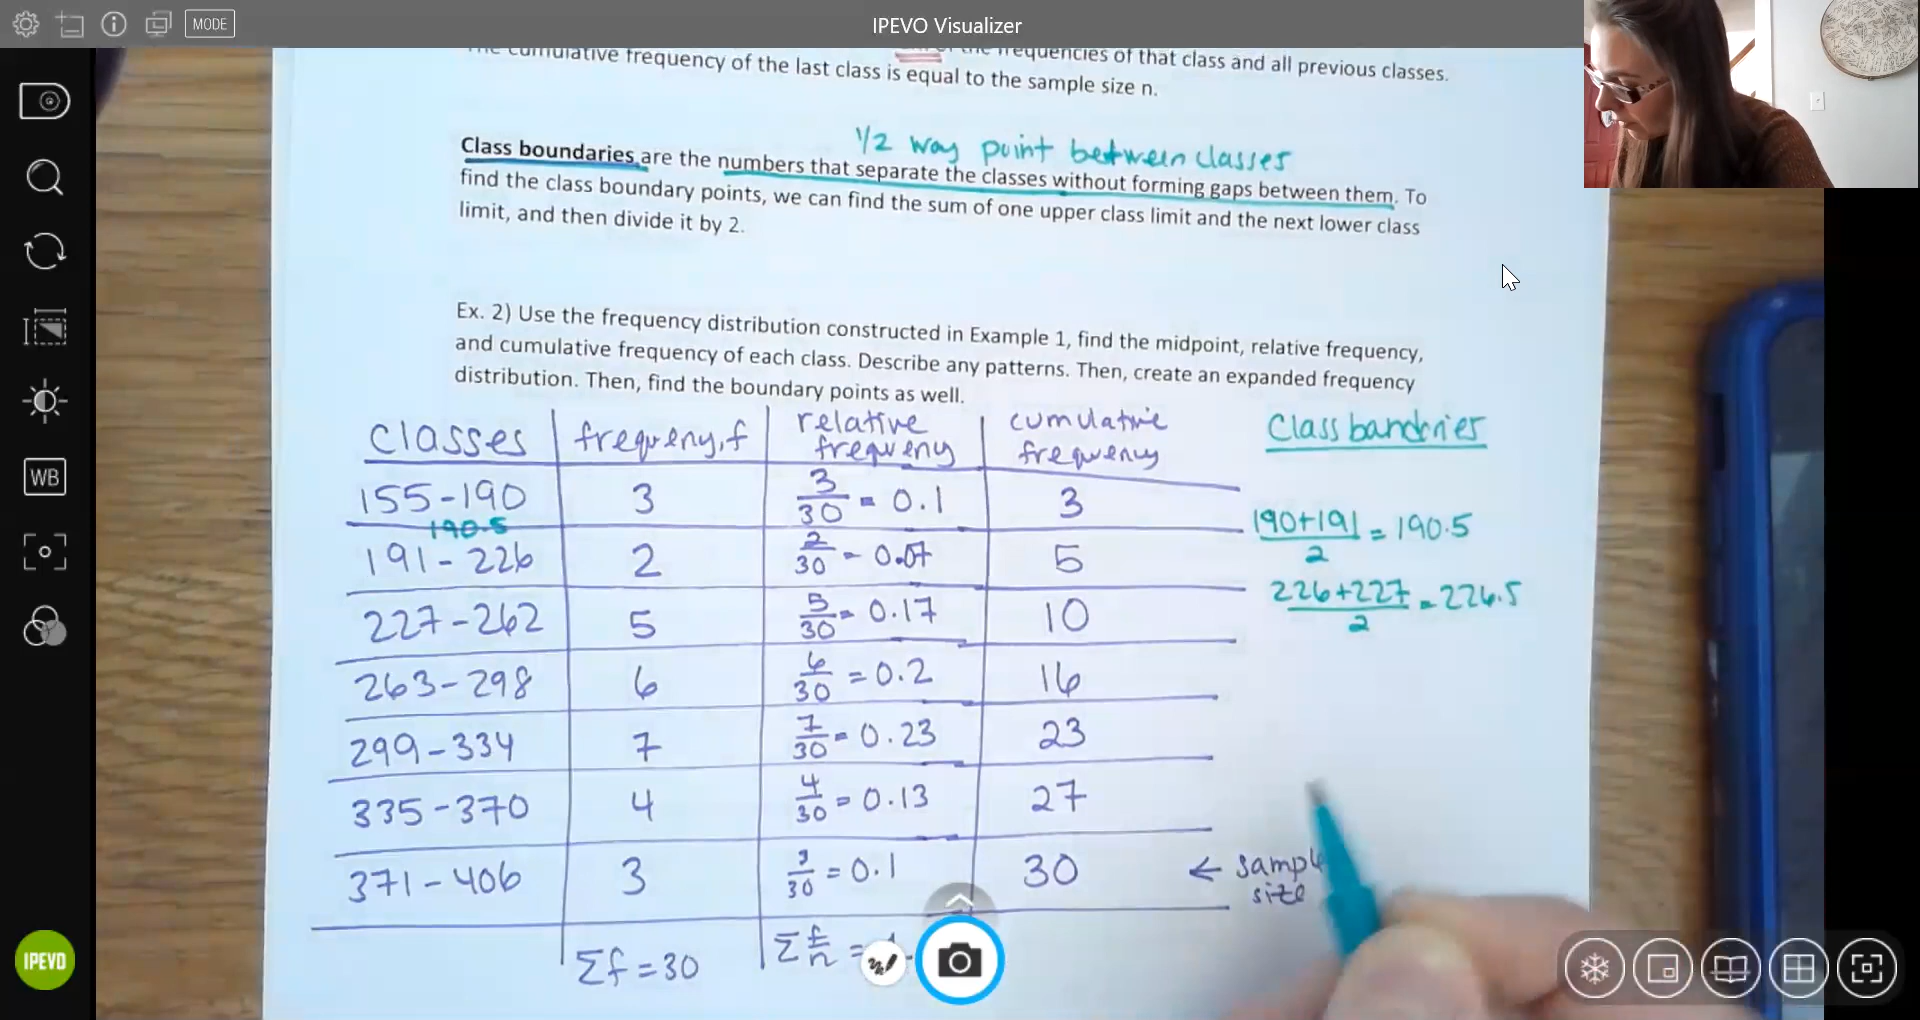 MODE
IPEVO Visualizer
cumulative frequency of the last class is equal to the sample size n.
the frequencies of that class and all previous classes.
1/2 way point between classes
Class boundaries are the numbers that separate the classes without forming gaps between them. To
find the class boundary points, we can find the sum of one upper class limit and the next lower class
limit, and then divide it by 2.
Ex. 2) Use the frequency distribution constructed in Example 1, find the midpoint, relative frequency,
and cumulative frequency of each class. Describe any patterns. Then, create an expanded frequency
distribution. Then, find the boundary points as well.
classes frequency, f relative frequency cumulative frequency Class
155-190 3 3/30 = 0.1 3
190.5
190+191/2 = 190.5
191-226 2 2/30 = 0.07 5
226+227/2 = 226.5
227-262 5 5/30 = 0.17 10
263-298 6 6/30 = 0.2 16
299-334 7 7/30 = 0.23 23
335-370 4 4/30 = 0.13 27
371-406 3 3/30 = 0.1 30 ← sample
size
Σf = 30 Σ f/n =
WB
IPEVO